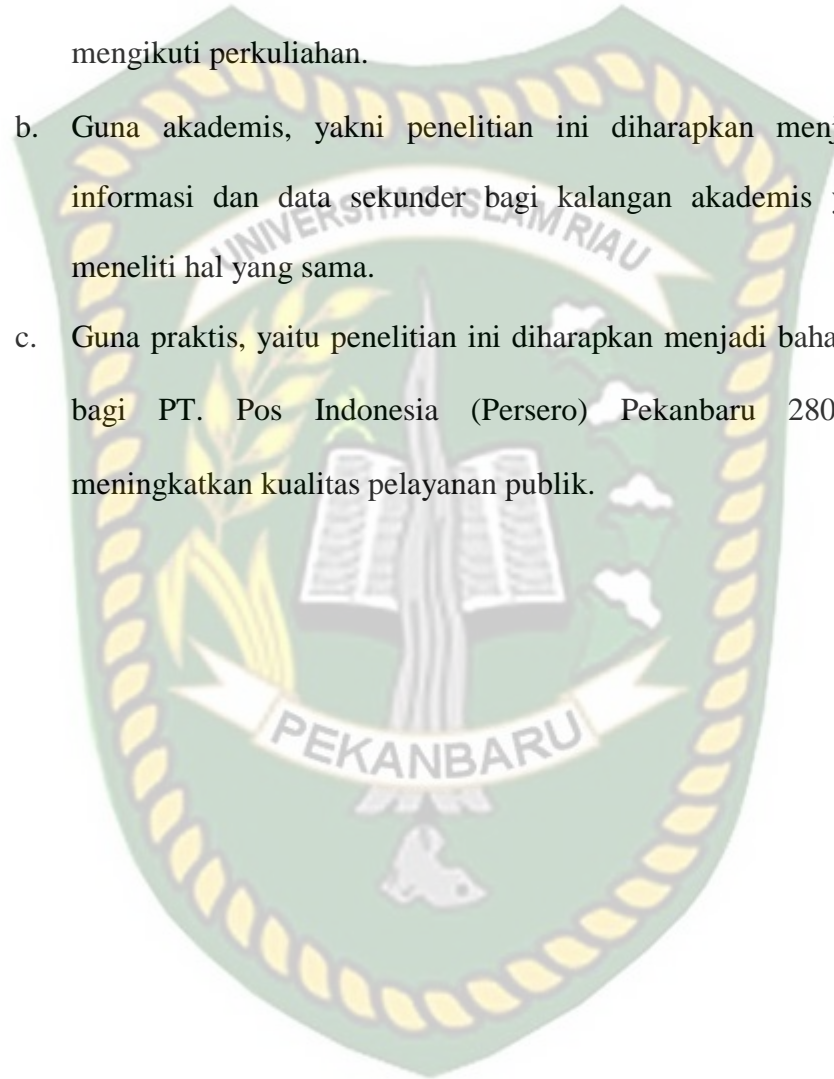 mengikuti perkuliahan.
b. Guna akademis, yakni penelitian ini diharapkan menj
informasi dan data sekunder bagi kalangan akademis
meneliti hal yang sama.
c. Guna praktis, yaitu penelitian ini diharapkan menjadi baha
bagi PT. Pos Indonesia (Persero) Pekanbaru 280
meningkatkan kualitas pelayanan publik.
UNIVERSITAS ISLAM RIAU
PEKANBARU